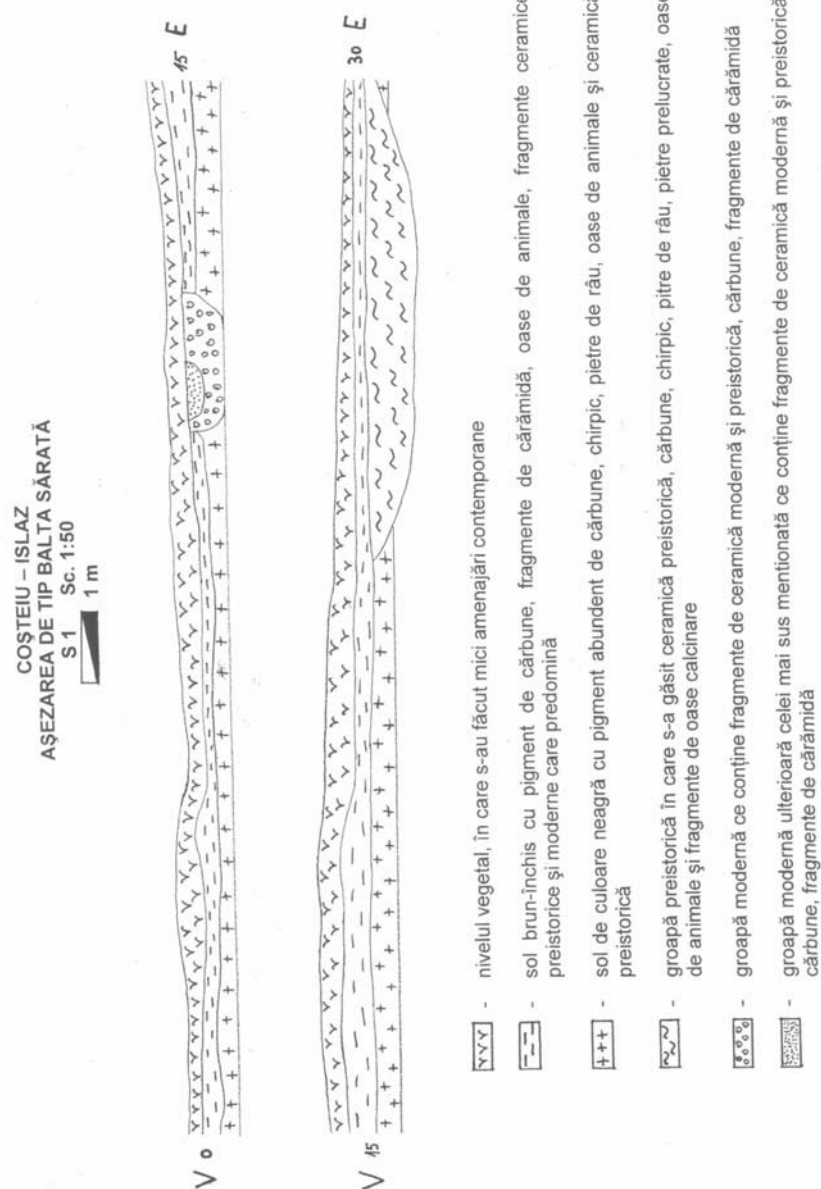 COȘTEIU – ISLAZ
AȘEZAREA DE TIP BALTA SĂRATĂ
S 1 Sc. 1:50
1 m
V 0
15 E
V 15
30 E
- nivelul vegetal, în care s-au făcut mici amenajări contemporane
- sol brun-închis cu pigment de cărbune, fragmente de cărămidă, oase de animale, fragmente ceramice
preistorice și moderne care predomină
- sol de culoare neagră cu pigment abundent de cărbune, chirpic, pietre de râu, oase de animale și ceramică
preistorică
- groapă preistorică în care s-a găsit ceramică preistorică, cărbune, chirpic, pitre de râu, pietre prelucrate, oase
de animale și fragmente de oase calcinare
- groapă modernă ce conține fragmente de ceramică modernă și preistorică, cărbune, fragmente de cărămidă
- groapă modernă ulterioară celei mai sus mentionată ce conține fragmente de ceramică modernă și preistorică
cărbune, fragmente de cărămidă